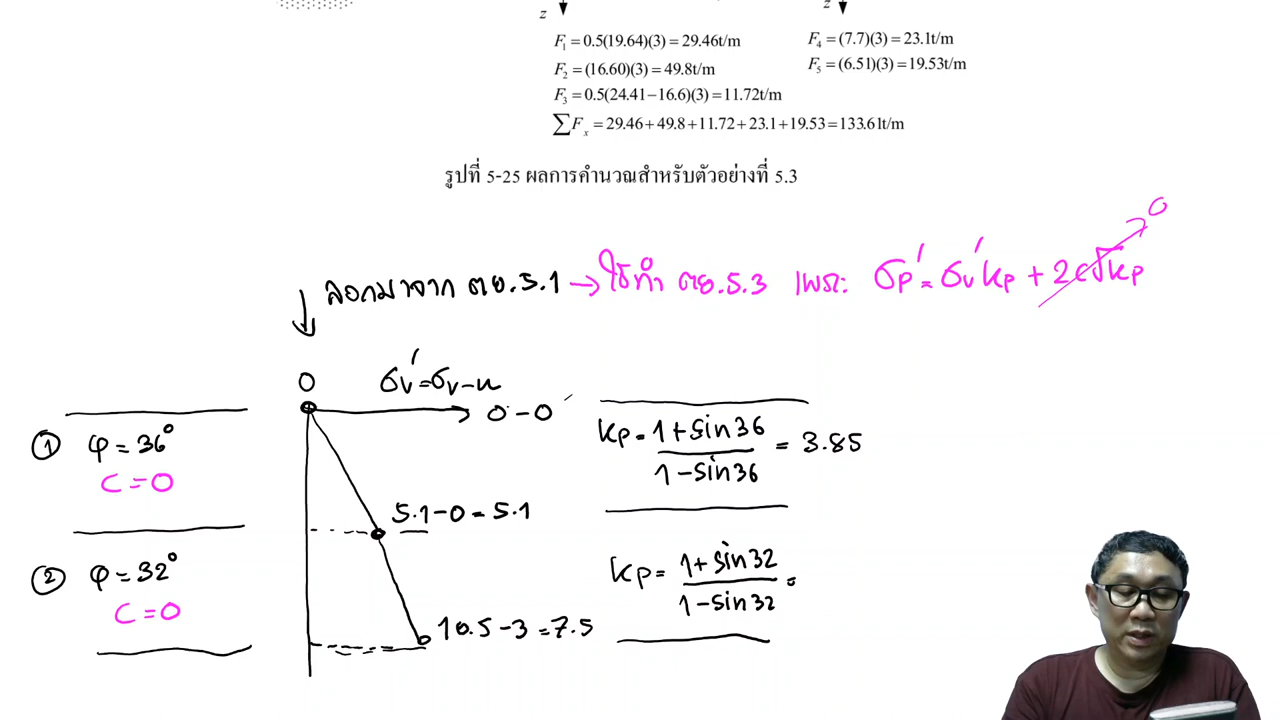 z
z
F₁ = 0.5(19.64)(3) = 29.46t/m
F₄ = (7.7)(3) = 23.1t/m
F₂ = (16.60)(3) = 49.8t/m
F₅ = (6.51)(3) = 19.53t/m
F₃ = 0.5(24.41−16.6)(3) = 11.72t/m
∑Fₓ = 29.46+49.8+11.72+23.1+19.53 = 133.61t/m
รูปที่ 5-25 ผลการคำนวณสำหรับตัวอย่างที่ 5.3
0
ลอกมาจาก ตย.5.1 → ใช้ทำ ตย.5.3 เพราะ σp′ = σv′kp + 2c√kp
0
σv′ = σv−u
0 − 0
① φ = 36°
c = 0
kp = 1+sin36 / 1−sin36 = 3.85
5.1−0 = 5.1
② φ = 32°
c = 0
kp = 1+sin32 / 1−sin32 =
10.5−3 = 7.5